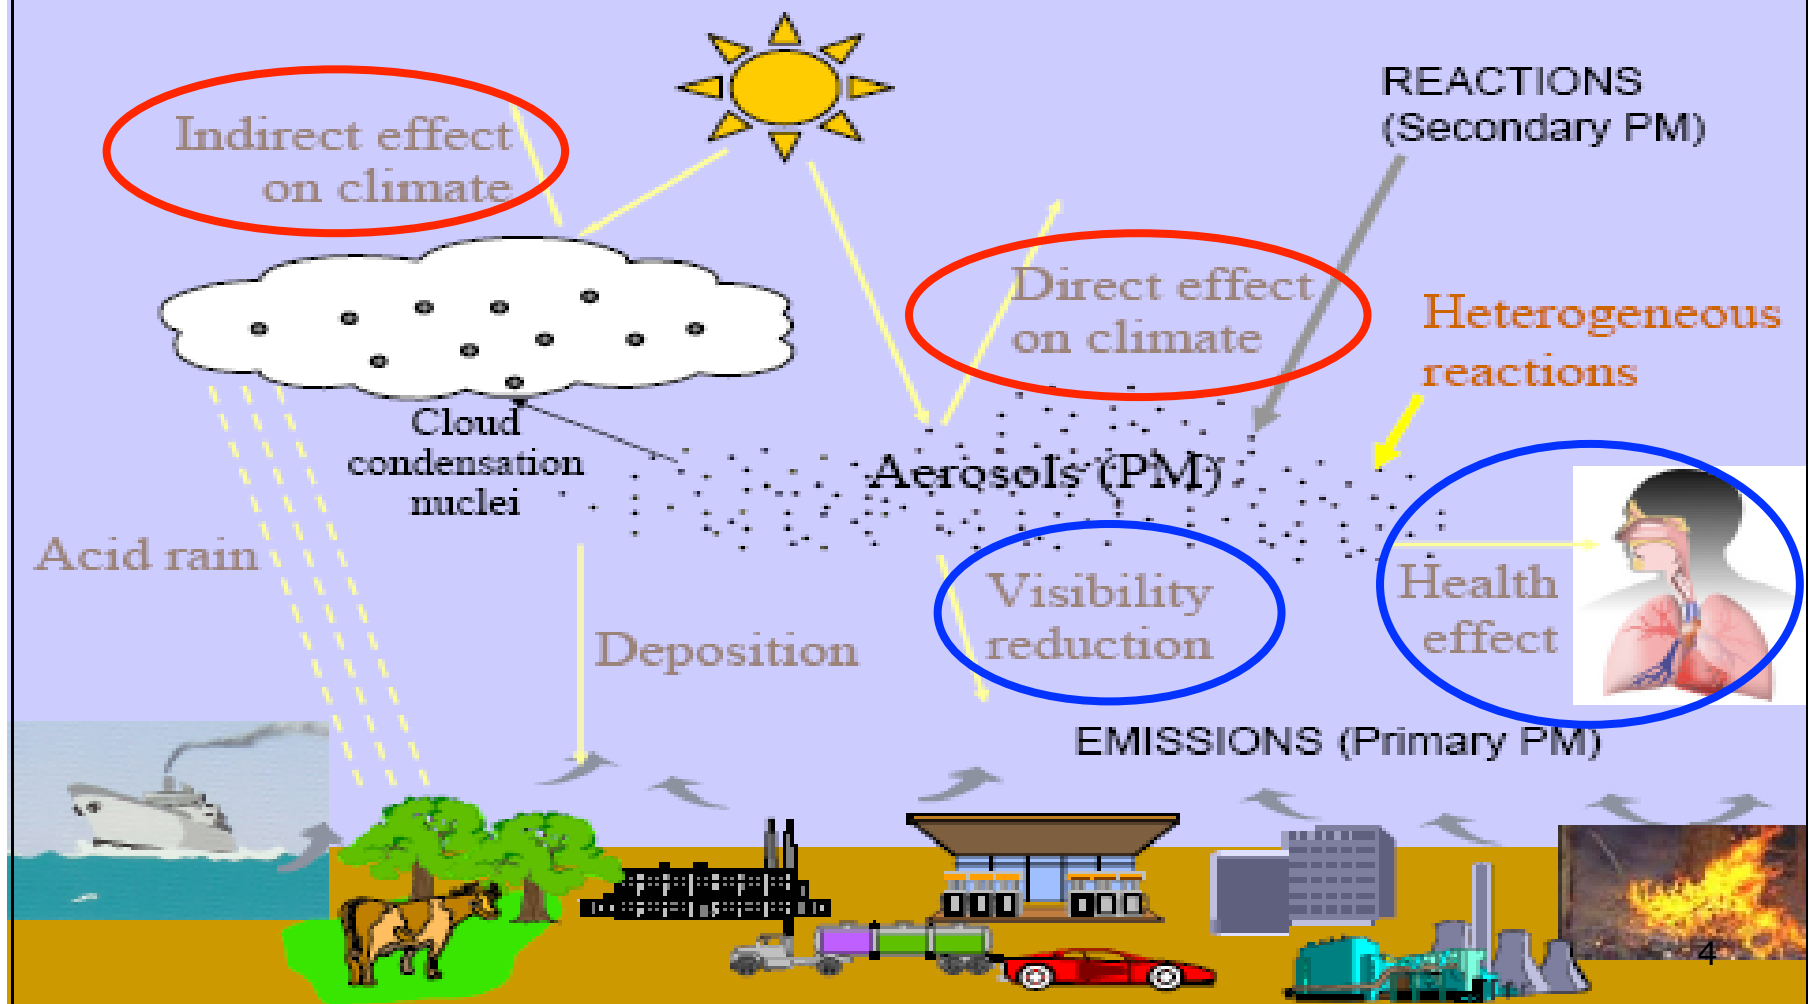 Indirect effect
on climate
REACTIONS
(Secondary PM)
Direct effect
on climate
Heterogeneous
reactions
Cloud
condensation
nuclei
Aerosols (PM)
Acid rain
Deposition
Visibility
reduction
Health
effect
EMISSIONS (Primary PM)
4